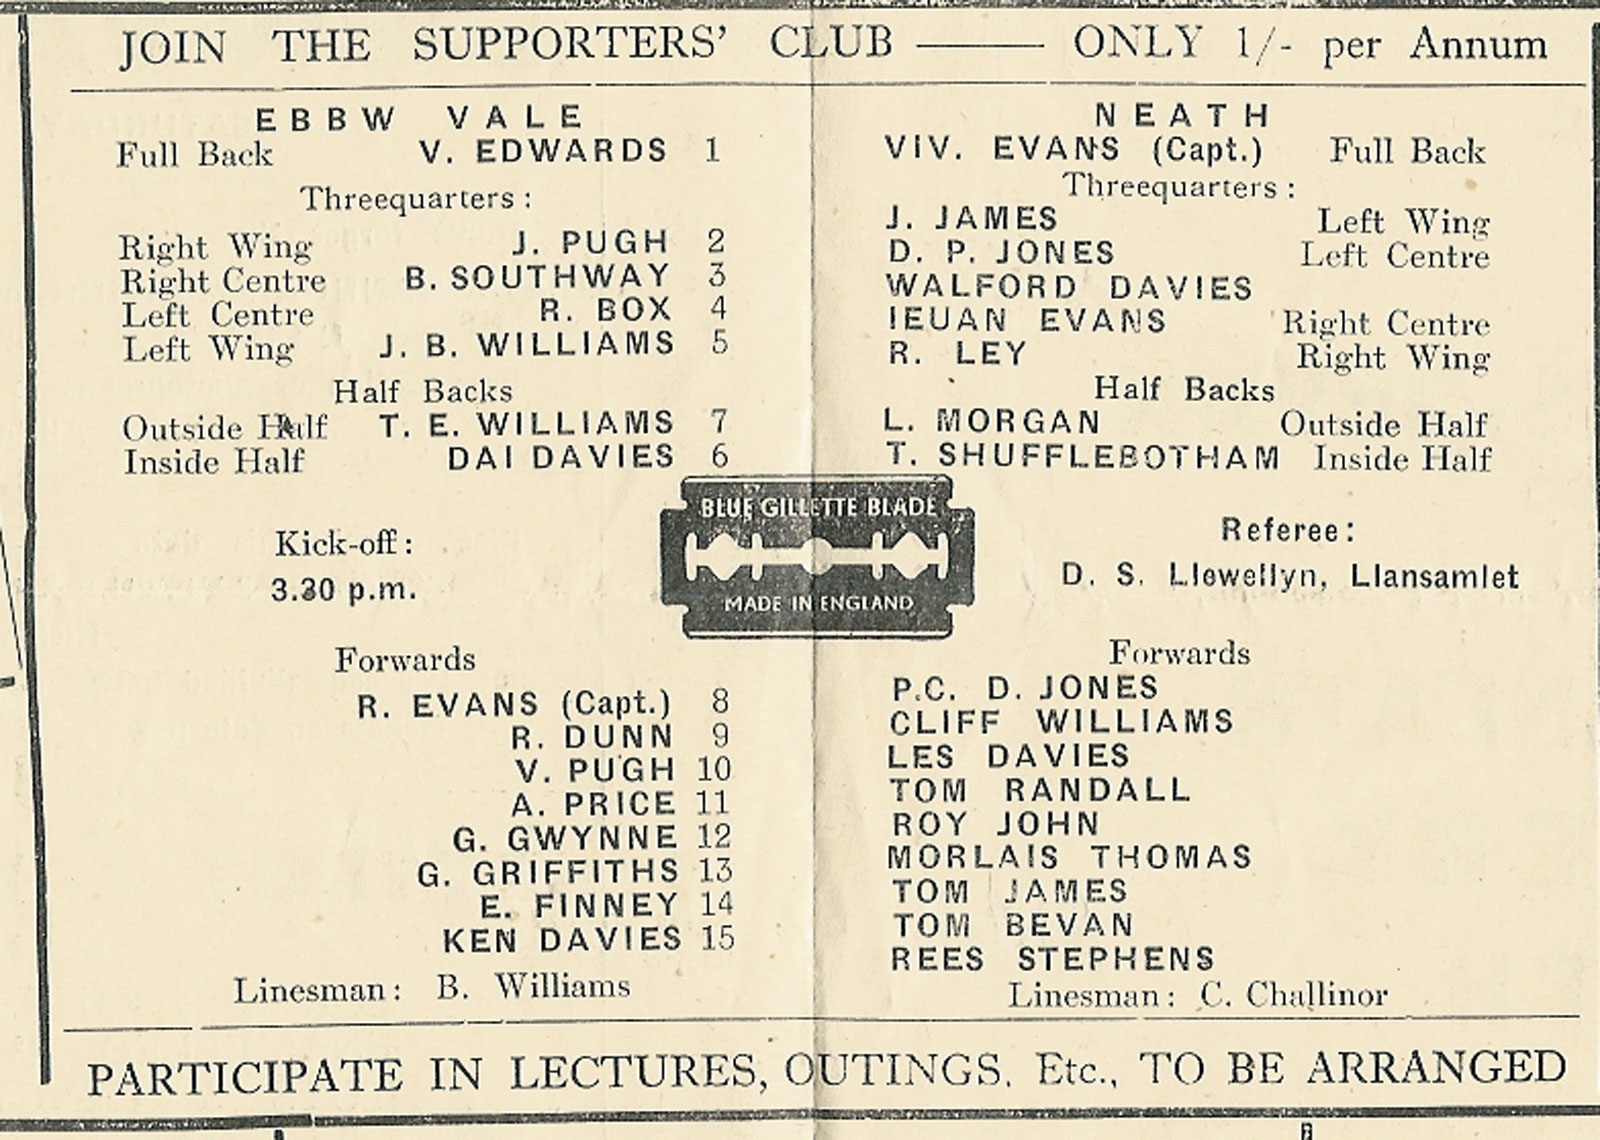 JOIN THE SUPPORTERS' CLUB —— ONLY 1/- per Annum
EBBW VALE
Full Back V. EDWARDS 1
Threequarters:
Right Wing J. PUGH 2
Right Centre B. SOUTHWAY 3
Left Centre R. BOX 4
Left Wing J. B. WILLIAMS 5
Half Backs
Outside Half T. E. WILLIAMS 7
Inside Half DAI DAVIES 6
Kick-off:
3.30 p.m.
Forwards
R. EVANS (Capt.) 8
R. DUNN 9
V. PUGH 10
A. PRICE 11
G. GWYNNE 12
G. GRIFFITHS 13
E. FINNEY 14
KEN DAVIES 15
Linesman: B. Williams
BLUE GILLETTE BLADE
MADE IN ENGLAND
NEATH
VIV. EVANS (Capt.) Full Back
Threequarters:
J. JAMES Left Wing
D. P. JONES Left Centre
WALFORD DAVIES
IEUAN EVANS Right Centre
R. LEY Right Wing
Half Backs
L. MORGAN Outside Half
T. SHUFFLEBOTHAM Inside Half
Referee:
D. S. Llewellyn, Llansamlet
Forwards
P.C. D. JONES
CLIFF WILLIAMS
LES DAVIES
TOM RANDALL
ROY JOHN
MORLAIS THOMAS
TOM JAMES
TOM BEVAN
REES STEPHENS
Linesman: C. Challinor
PARTICIPATE IN LECTURES, OUTINGS. Etc., TO BE ARRANGED